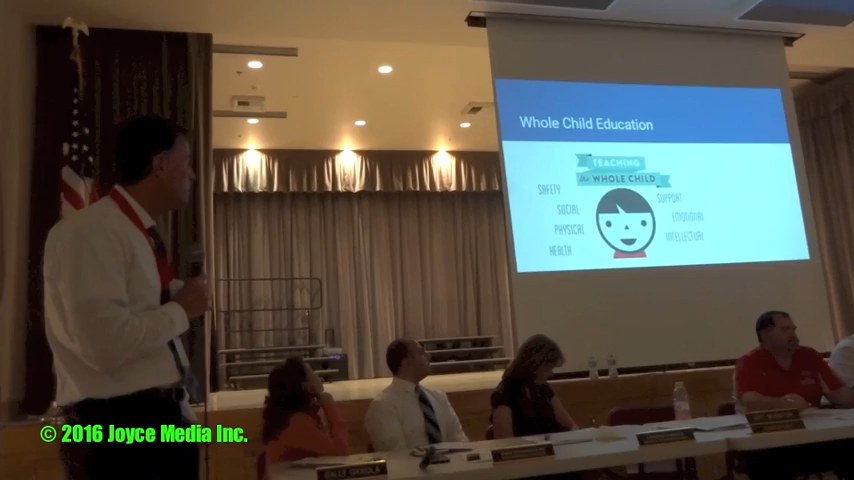 Whole Child Education
TEACHING
the WHOLE CHILD
SAFETY
SUPPORT
SOCIAL
EMOTIONAL
PHYSICAL
INTELLECTUAL
HEALTH
© 2016 Joyce Media Inc.